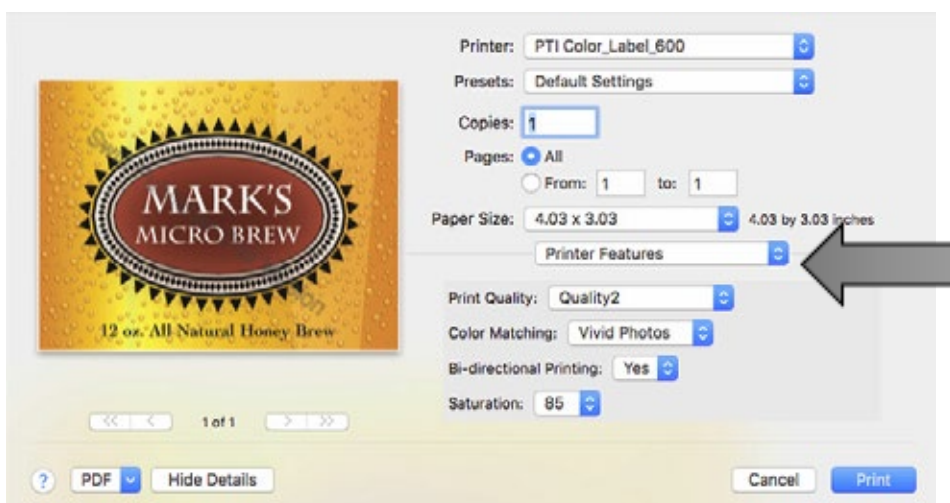 Printer: PTI Color_Label_600
Presets: Default Settings
Copies: 1
Pages: All
From: 1 to: 1
Paper Size: 4.03 x 3.03 4.03 by 3.03 inches
Printer Features
Print Quality: Quality2
Color Matching: Vivid Photos
Bi-directional Printing: Yes
Saturation: 85
MARK'S
MICRO BREW
12 oz. All Natural Honey Brew
1 of 1
? PDF Hide Details Cancel Print